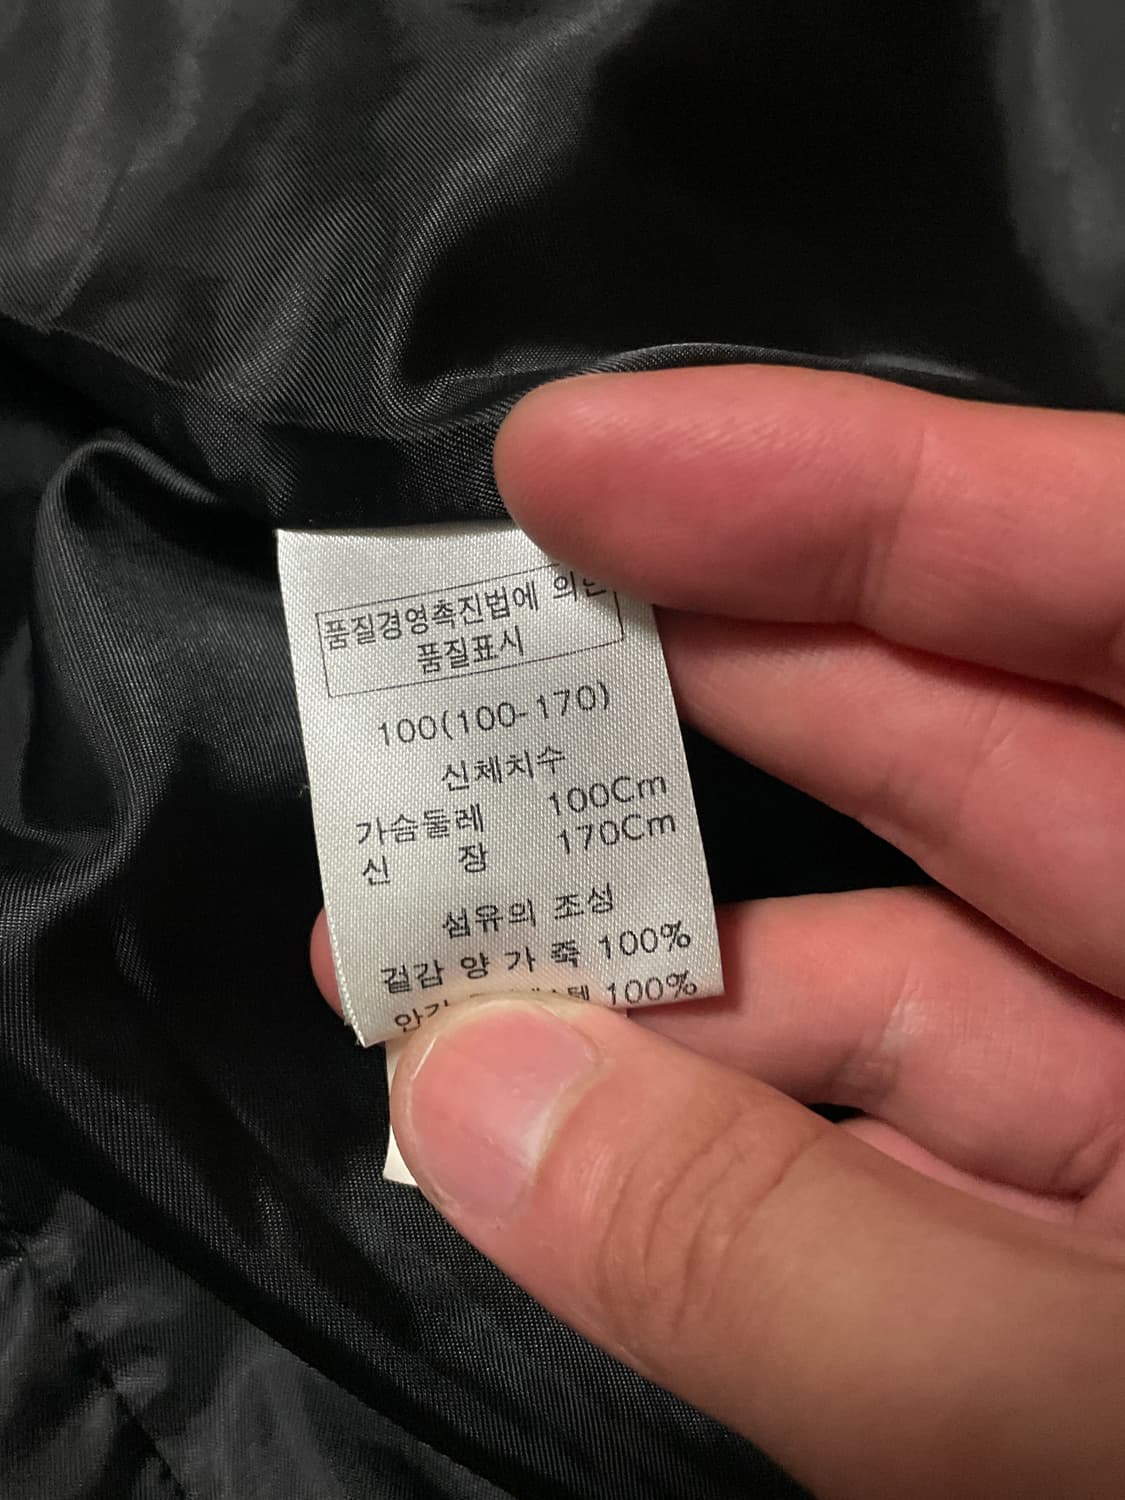 품질경영촉진법에 의는
품질표시
100(100-170)
신체치수
가슴둘레 100Cm
신 장 170Cm
섬유의 조성
겉감 양 가 죽 100%
100%